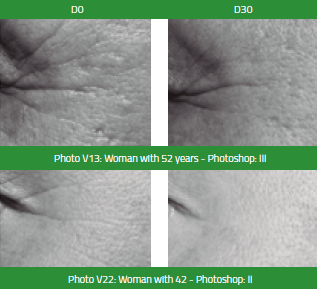 D0 D30
Photo V13: Woman with 52 years - Photoshop: III
Photo V22: Woman with 42 - Photoshop: II